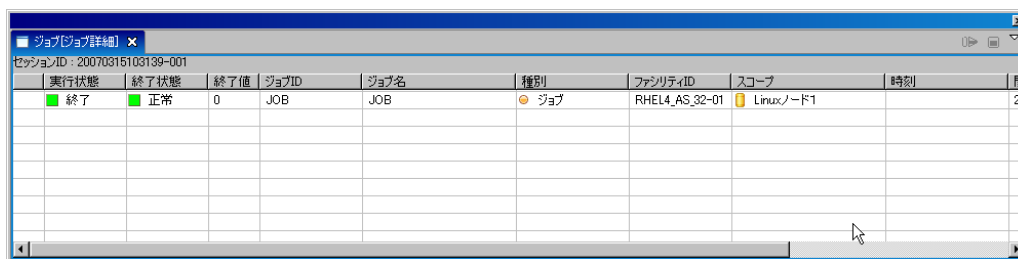 ジョブ[ジョブ詳細]
セッションID : 20070315103139-001
実行状態 終了状態 終了値 ジョブID ジョブ名 種別 ファシリティID スコープ 時刻
終了 正常 0 JOB JOB ジョブ RHEL4_AS_32-01 Linuxノード1 2